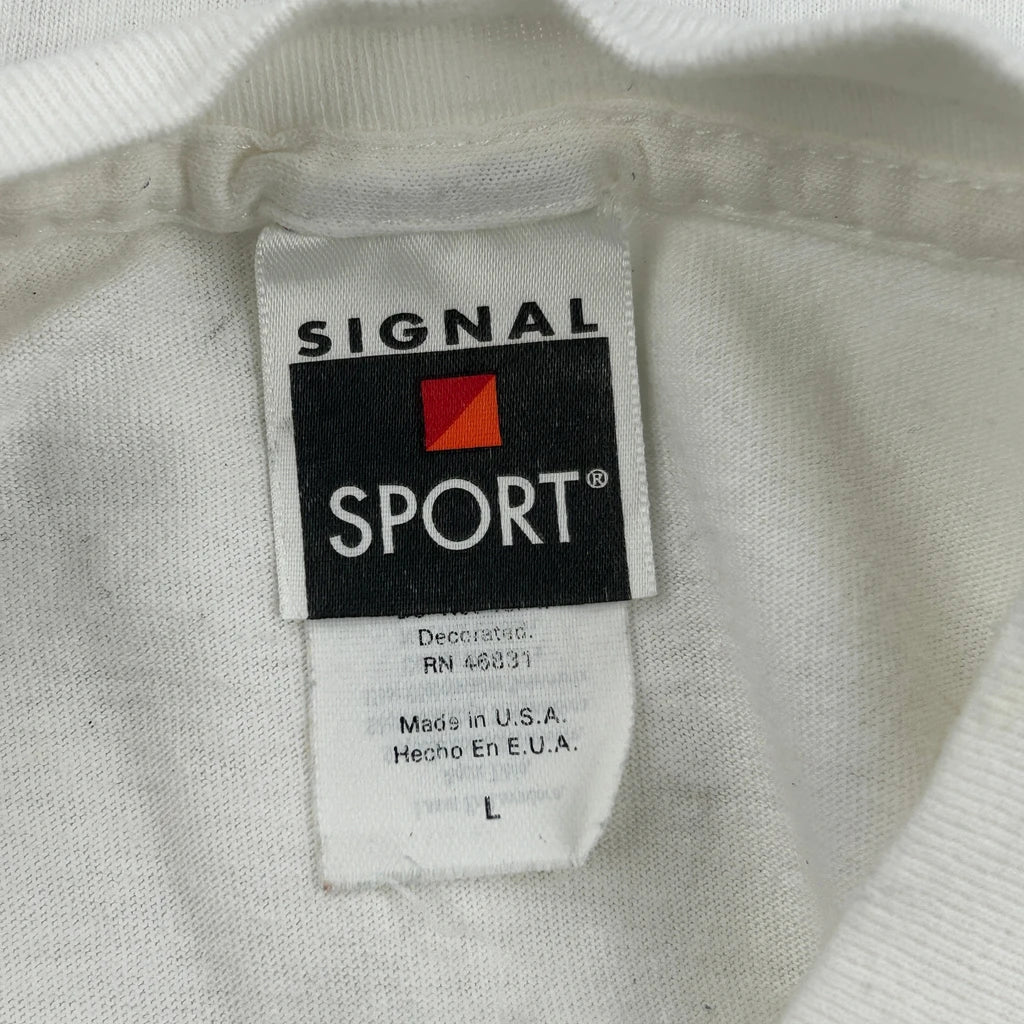 SIGNAL
SPORT®
Decorated.
RN 46831
Made in U.S.A.
Hecho En E.U.A.
L